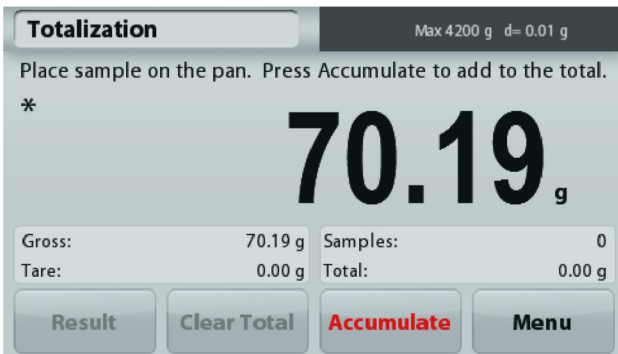 Totalization
Max 4200 g d= 0.01 g
Place sample on the pan. Press Accumulate to add to the total.
*
70.19 g
Gross: 70.19 g Samples: 0
Tare: 0.00 g Total: 0.00 g
Result Clear Total Accumulate Menu